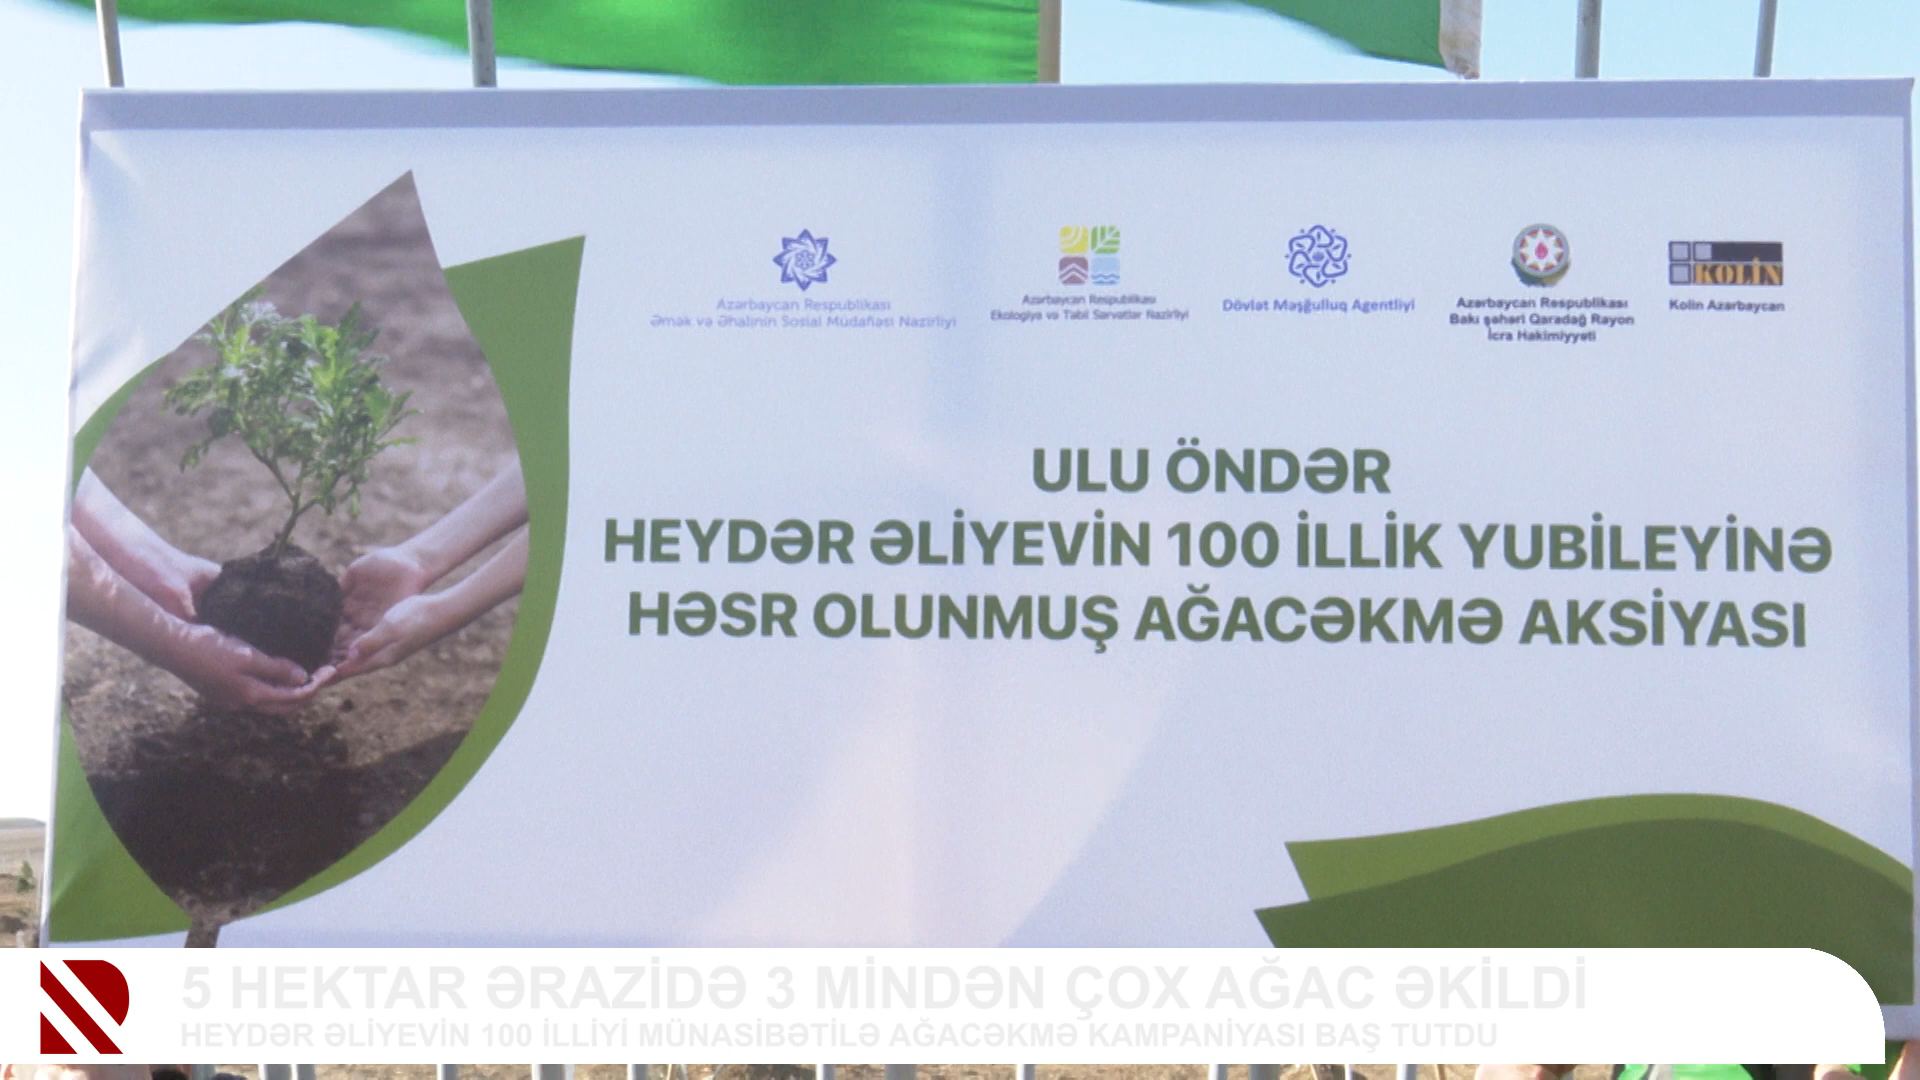 Azərbaycan Respublikası
Əmək və Əhalinin Sosial Müdafiəsi Nazirliyi
Azərbaycan Respublikası
Ekologiya və Təbii Sərvətlər Nazirliyi
Dövlət Məşğulluq Agentliyi
Azərbaycan Respublikası
Bakı şəhəri Qaradağ Rayon
İcra Hakimiyyəti
KOLİN
Kolin Azərbaycan
ULU ÖNDƏR
HEYDƏR ƏLİYEVİN 100 İLLİK YUBİLEYİNƏ
HƏSR OLUNMUŞ AĞACƏKMƏ AKSİYASI
5 HEKTAR ƏRAZİDƏ 3 MİNDƏN ÇOX AĞAC ƏKİLDİ
HEYDƏR ƏLİYEVİN 100 İLLİYİ MÜNASİBƏTİLƏ AĞACƏKMƏ KAMPANİYASI BAŞ TUTDU